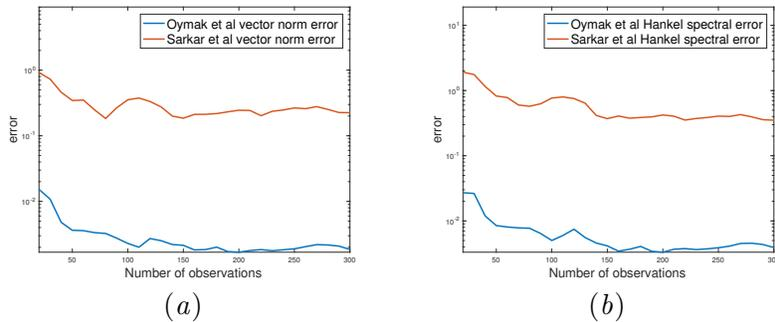 Oymak et al vector norm error
Sarkar et al vector norm error
10^0
10^-1
10^-2
error
50 100 150 200 250 300
Number of observations
(a)
Oymak et al Hankel spectral error
Sarkar et al Hankel spectral error
10^1
10^0
10^-1
10^-2
error
50 100 150 200 250 300
Number of observations
(b)